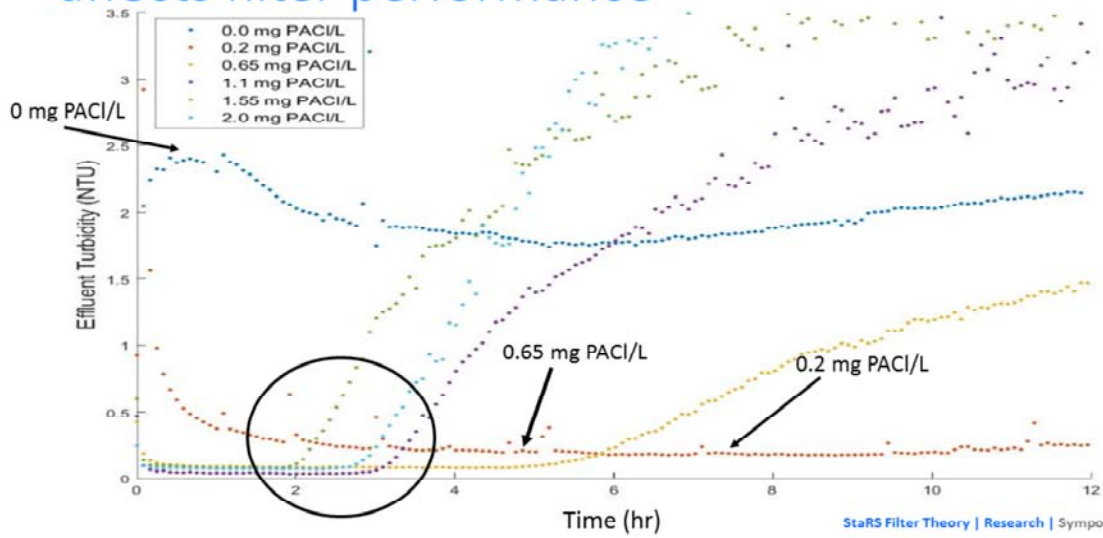 affects filter performance
3.5
3
2.5
2
1.5
1
0.5
0
Effluent Turbidity (NTU)
0.0 mg PACl/L
0.2 mg PACl/L
0.65 mg PACl/L
1.1 mg PACl/L
1.55 mg PACl/L
2.0 mg PACl/L
0 mg PACl/L
0.65 mg PACl/L
0.2 mg PACl/L
0 2 4 6 8 10 12
Time (hr)
StaRS Filter Theory | Research | Sympo